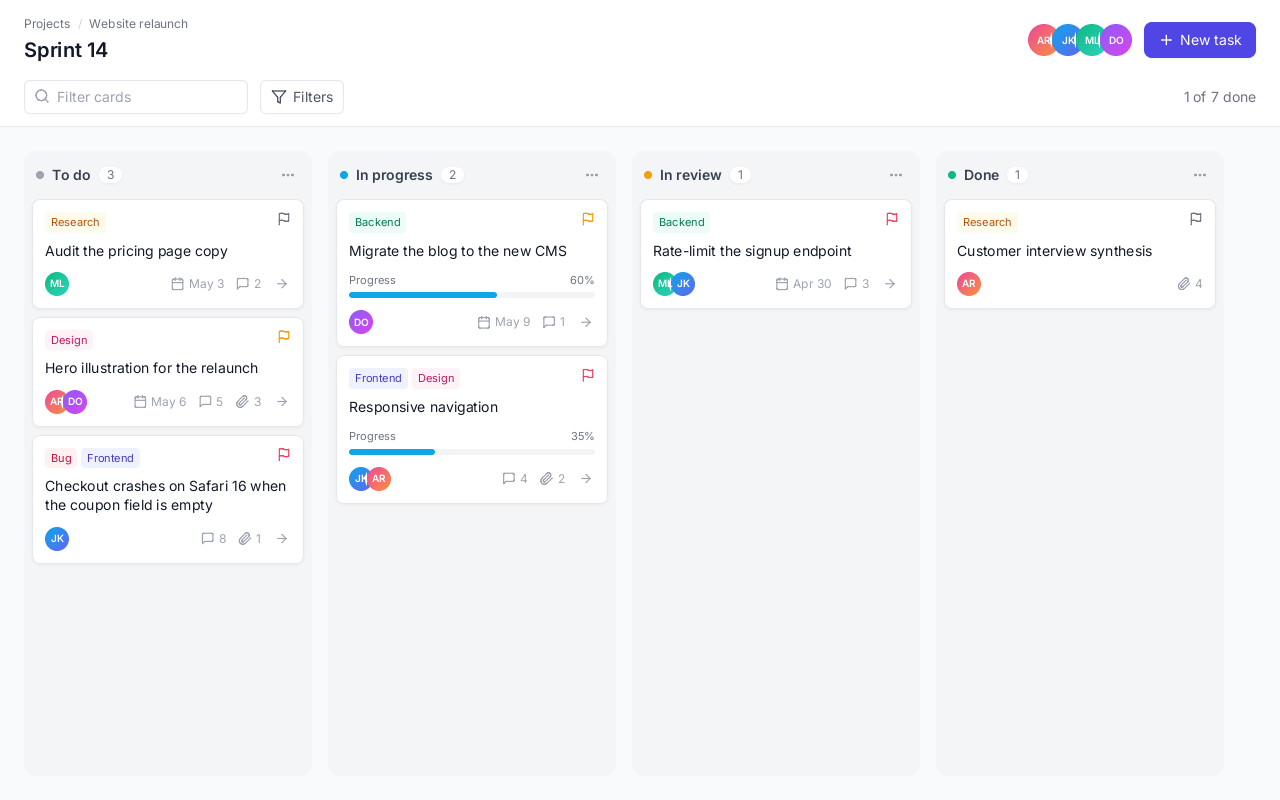 Projects / Website relaunch
Sprint 14
AR JK ML DO
New task
Filter cards
Filters
1 of 7 done
To do 3
Research
Audit the pricing page copy
ML May 3 2
Design
Hero illustration for the relaunch
AR DO May 6 5 3
Bug Frontend
Checkout crashes on Safari 16 when
the coupon field is empty
JK 8 1
In progress 2
Backend
Migrate the blog to the new CMS
Progress 60%
DO May 9 1
Frontend Design
Responsive navigation
Progress 35%
JK AR 4 2
In review 1
Backend
Rate-limit the signup endpoint
ML JK Apr 30 3
Done 1
Research
Customer interview synthesis
AR 4